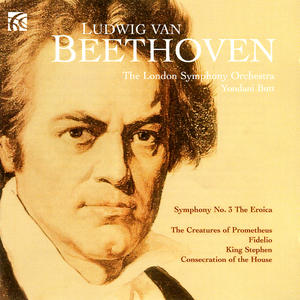 LUDWIG VAN
BEETHOVEN
The London Symphony Orchestra
Yondani Butt
Symphony No. 3 The Eroica
The Creatures of Prometheus
Fidelio
King Stephen
Consecration of the House